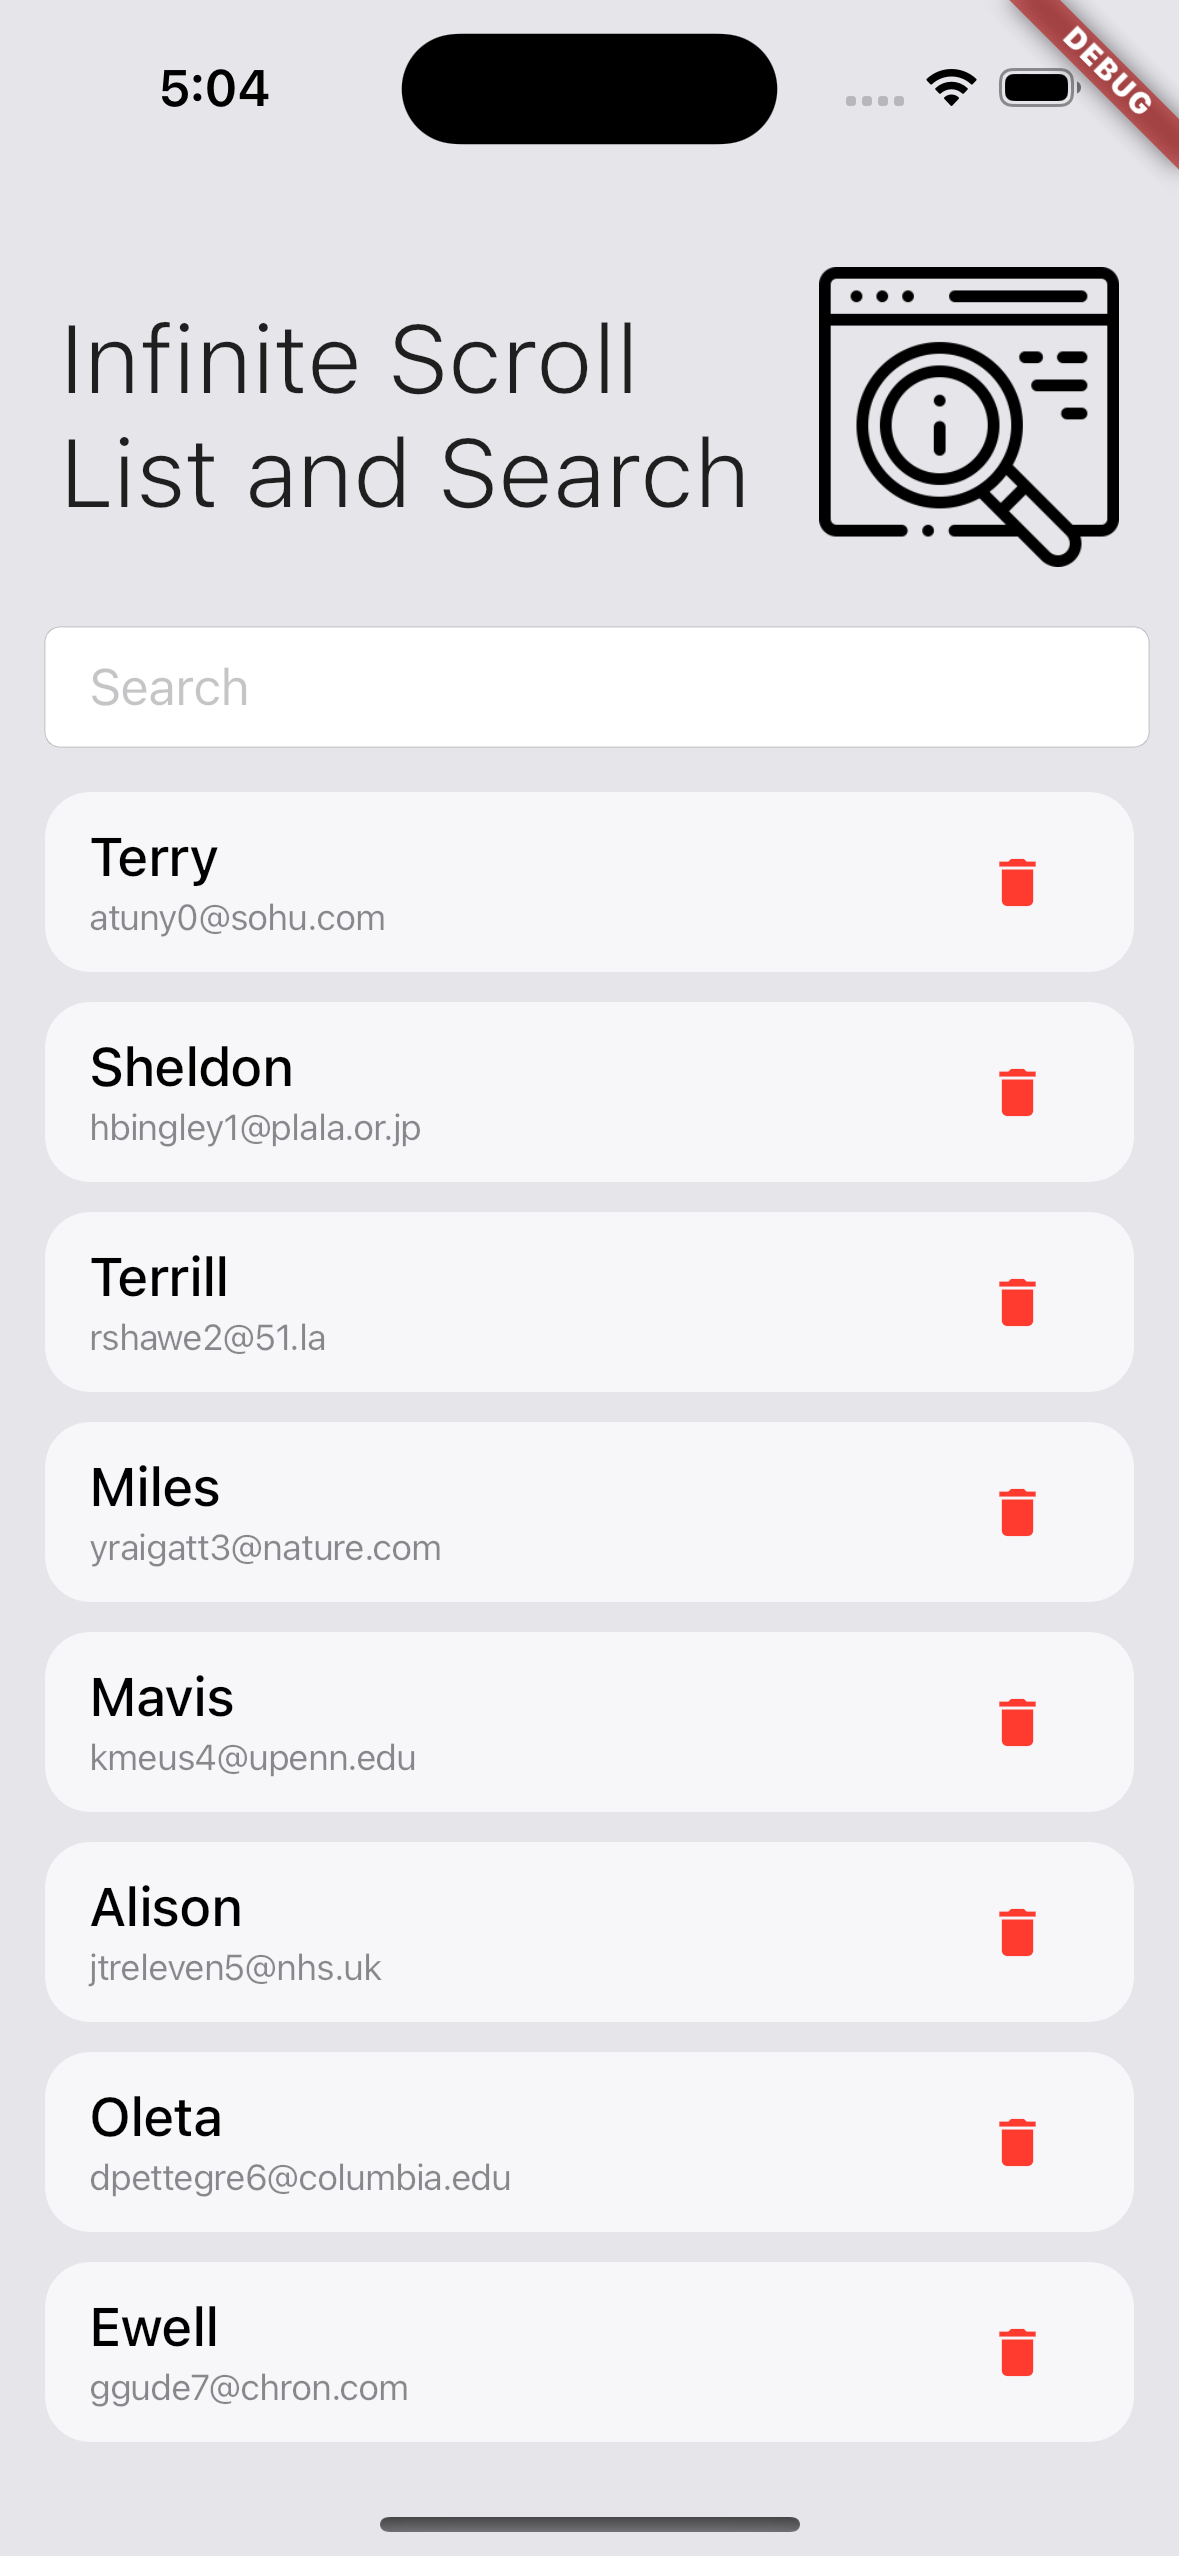 5:04
DEBUG
Infinite Scroll
List and Search
Search
Terry
atuny0@sohu.com
Sheldon
hbingley1@plala.or.jp
Terrill
rshawe2@51.la
Miles
yraigatt3@nature.com
Mavis
kmeus4@upenn.edu
Alison
jtreleven5@nhs.uk
Oleta
dpettegre6@columbia.edu
Ewell
ggude7@chron.com